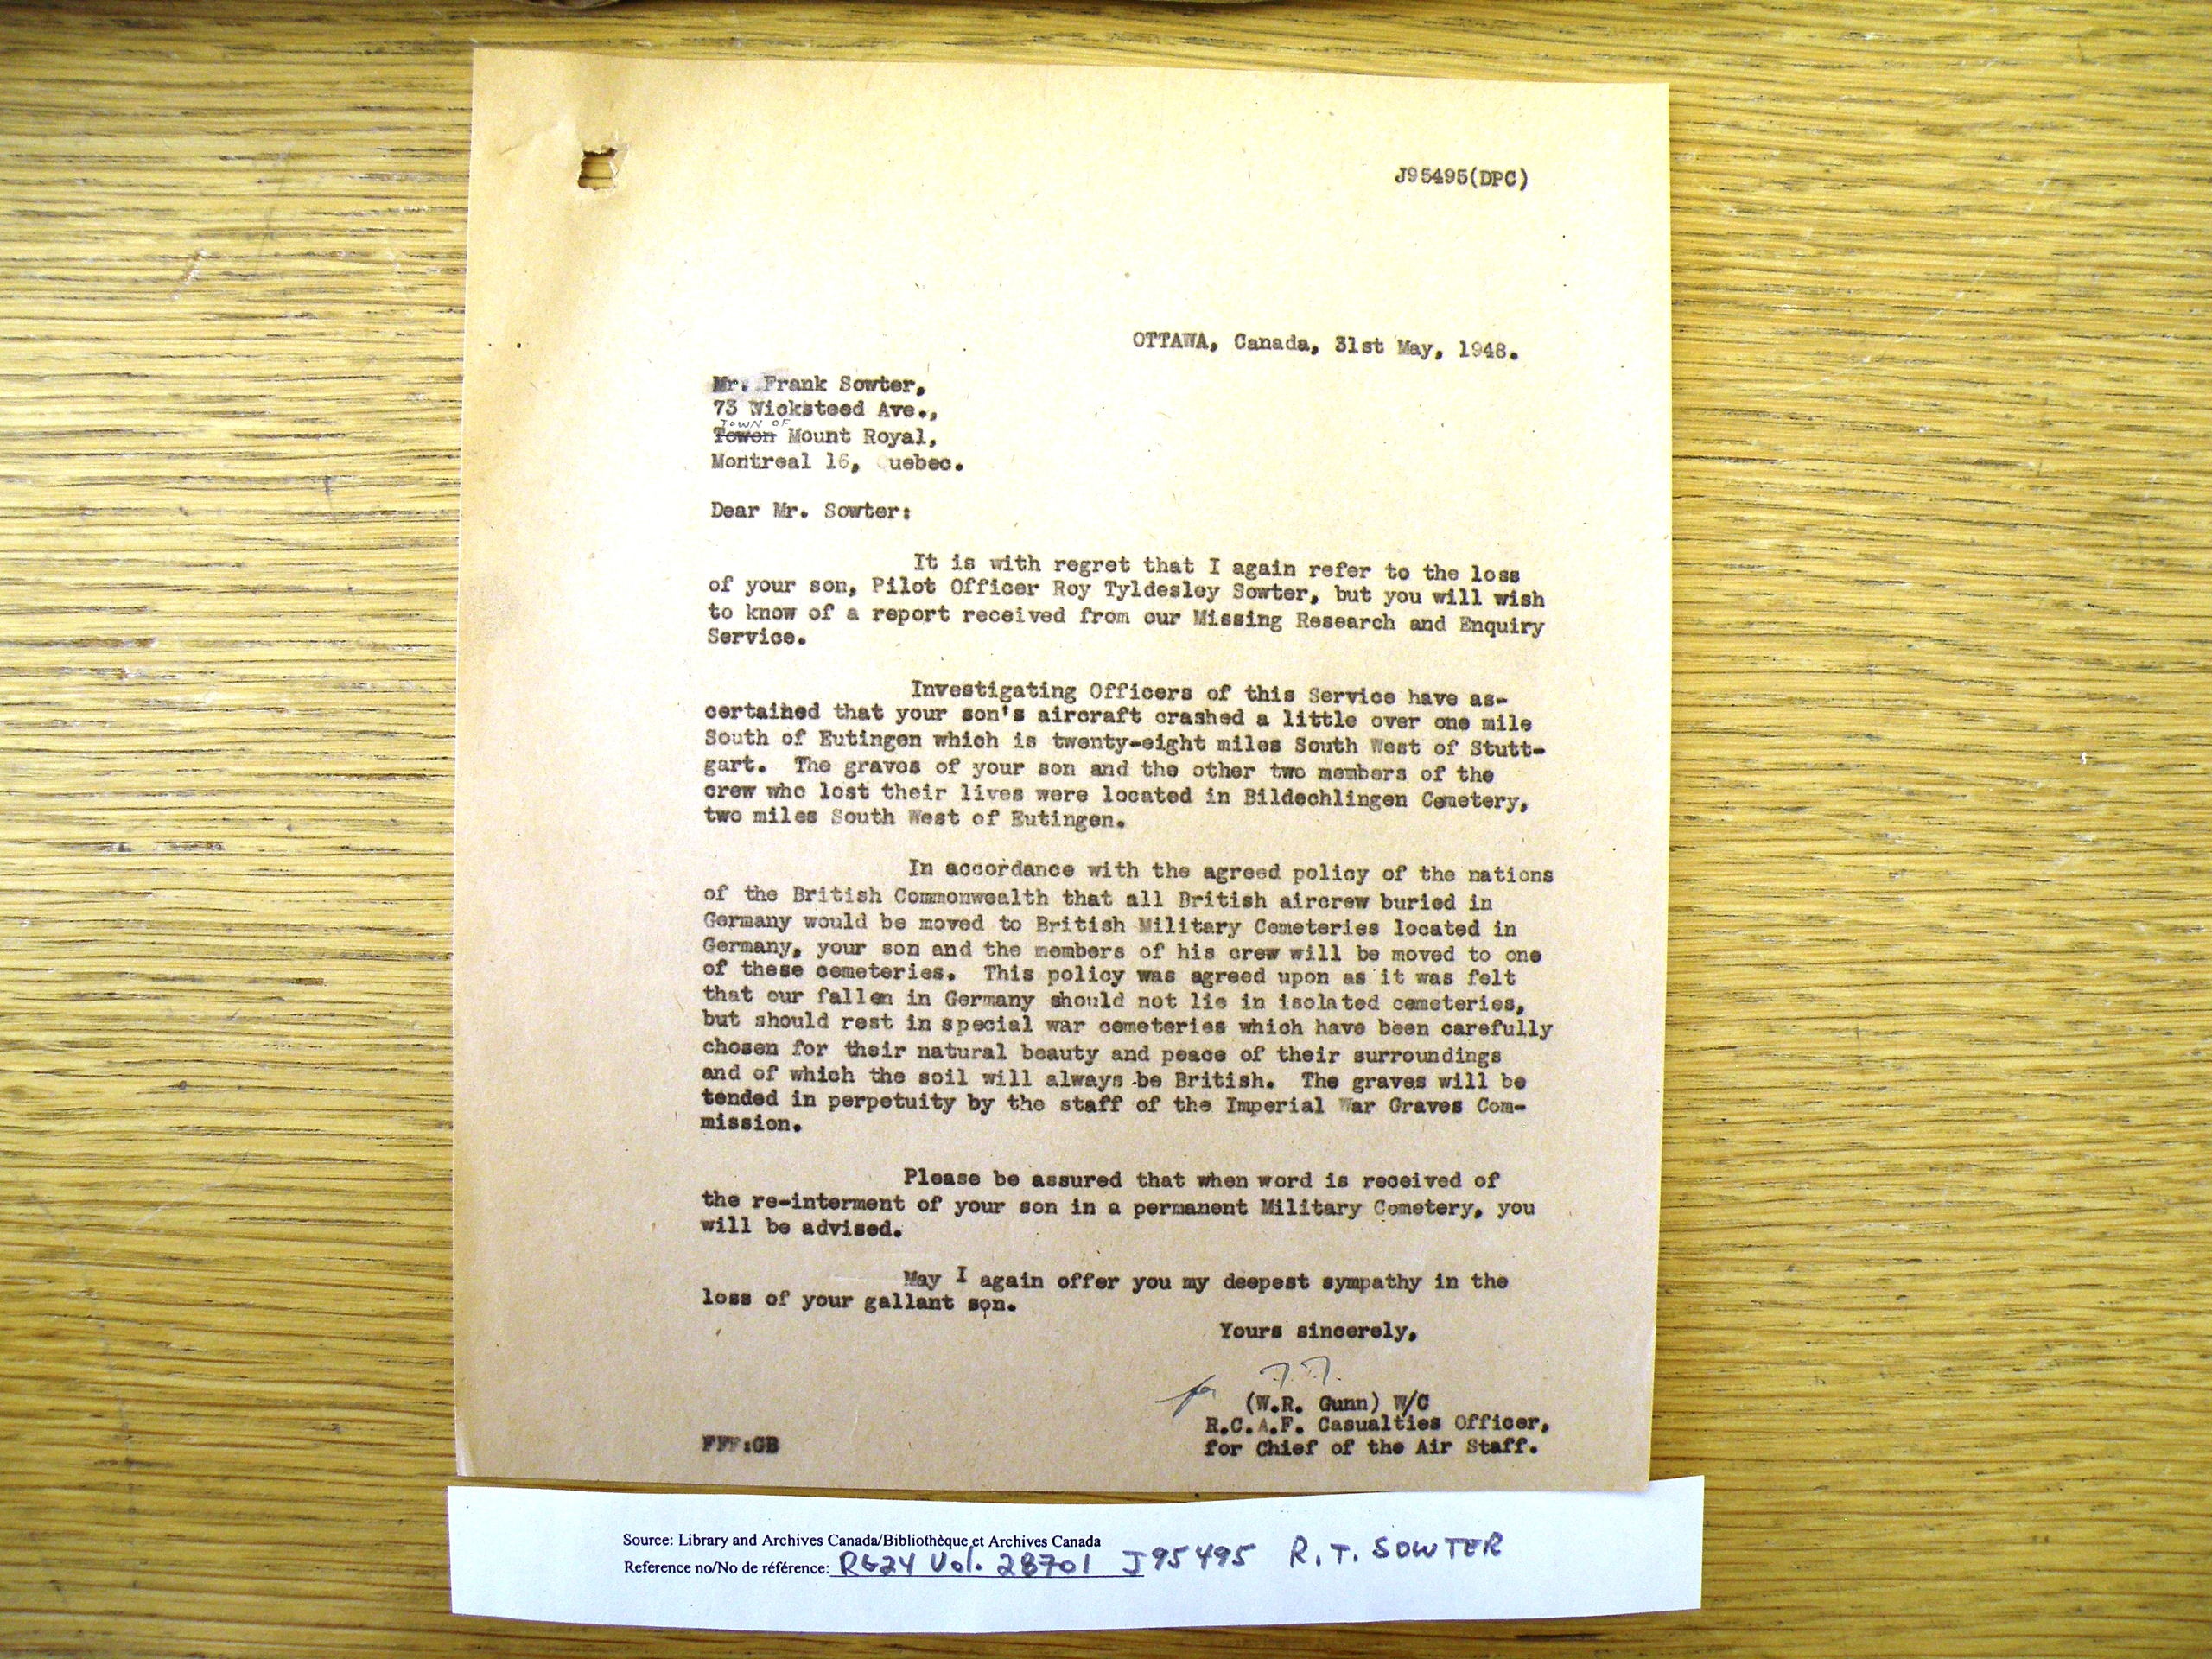 J95495(DPC)
OTTAWA, Canada, 31st May, 1948.
Mr. Frank Sowter,
73 Wicksteed Ave.,
TOWN OF
Towon Mount Royal,
Montreal 16, uebec.
Dear Mr. Sowter:
It is with regret that I again refer to the loss
of your son, Pilot Officer Roy Tyldesley Sowter, but you will wish
to know of a report received from our Missing Research and Enquiry
Service.
Investigating Officers of this Service have as-
certained that your son's aircraft crashed a little over one mile
South of Eutingen which is twenty-eight miles South West of Stutt-
gart. The graves of your son and the other two members of the
crew who lost their lives were located in Bildechlingen Cemetery,
two miles South West of Eutingen.
In accordance with the agreed policy of the nations
of the British Commonwealth that all British aircrew buried in
Germany would be moved to British Military Cemeteries located in
Germany, your son and the members of his crew will be moved to one
of these cemeteries. This policy was agreed upon as it was felt
that our fallen in Germany should not lie in isolated cemeteries,
but should rest in special war cemeteries which have been carefully
chosen for their natural beauty and peace of their surroundings
and of which the soil will always be British. The graves will be
tended in perpetuity by the staff of the Imperial War Graves Com-
mission.
Please be assured that when word is received of
the re-interment of your son in a permanent Military Cemetery, you
will be advised.
May I again offer you my deepest sympathy in the
loss of your gallant son.
Yours sincerely,
for
(W.R. Gunn) W/C
R.C.A.F. Casualties Officer,
for Chief of the Air Staff.
FFF:GB
Source: Library and Archives Canada/Bibliothèque et Archives Canada
Reference no/No de référence: RG24 Vol. 28701 J95495 R.T. SOWTER